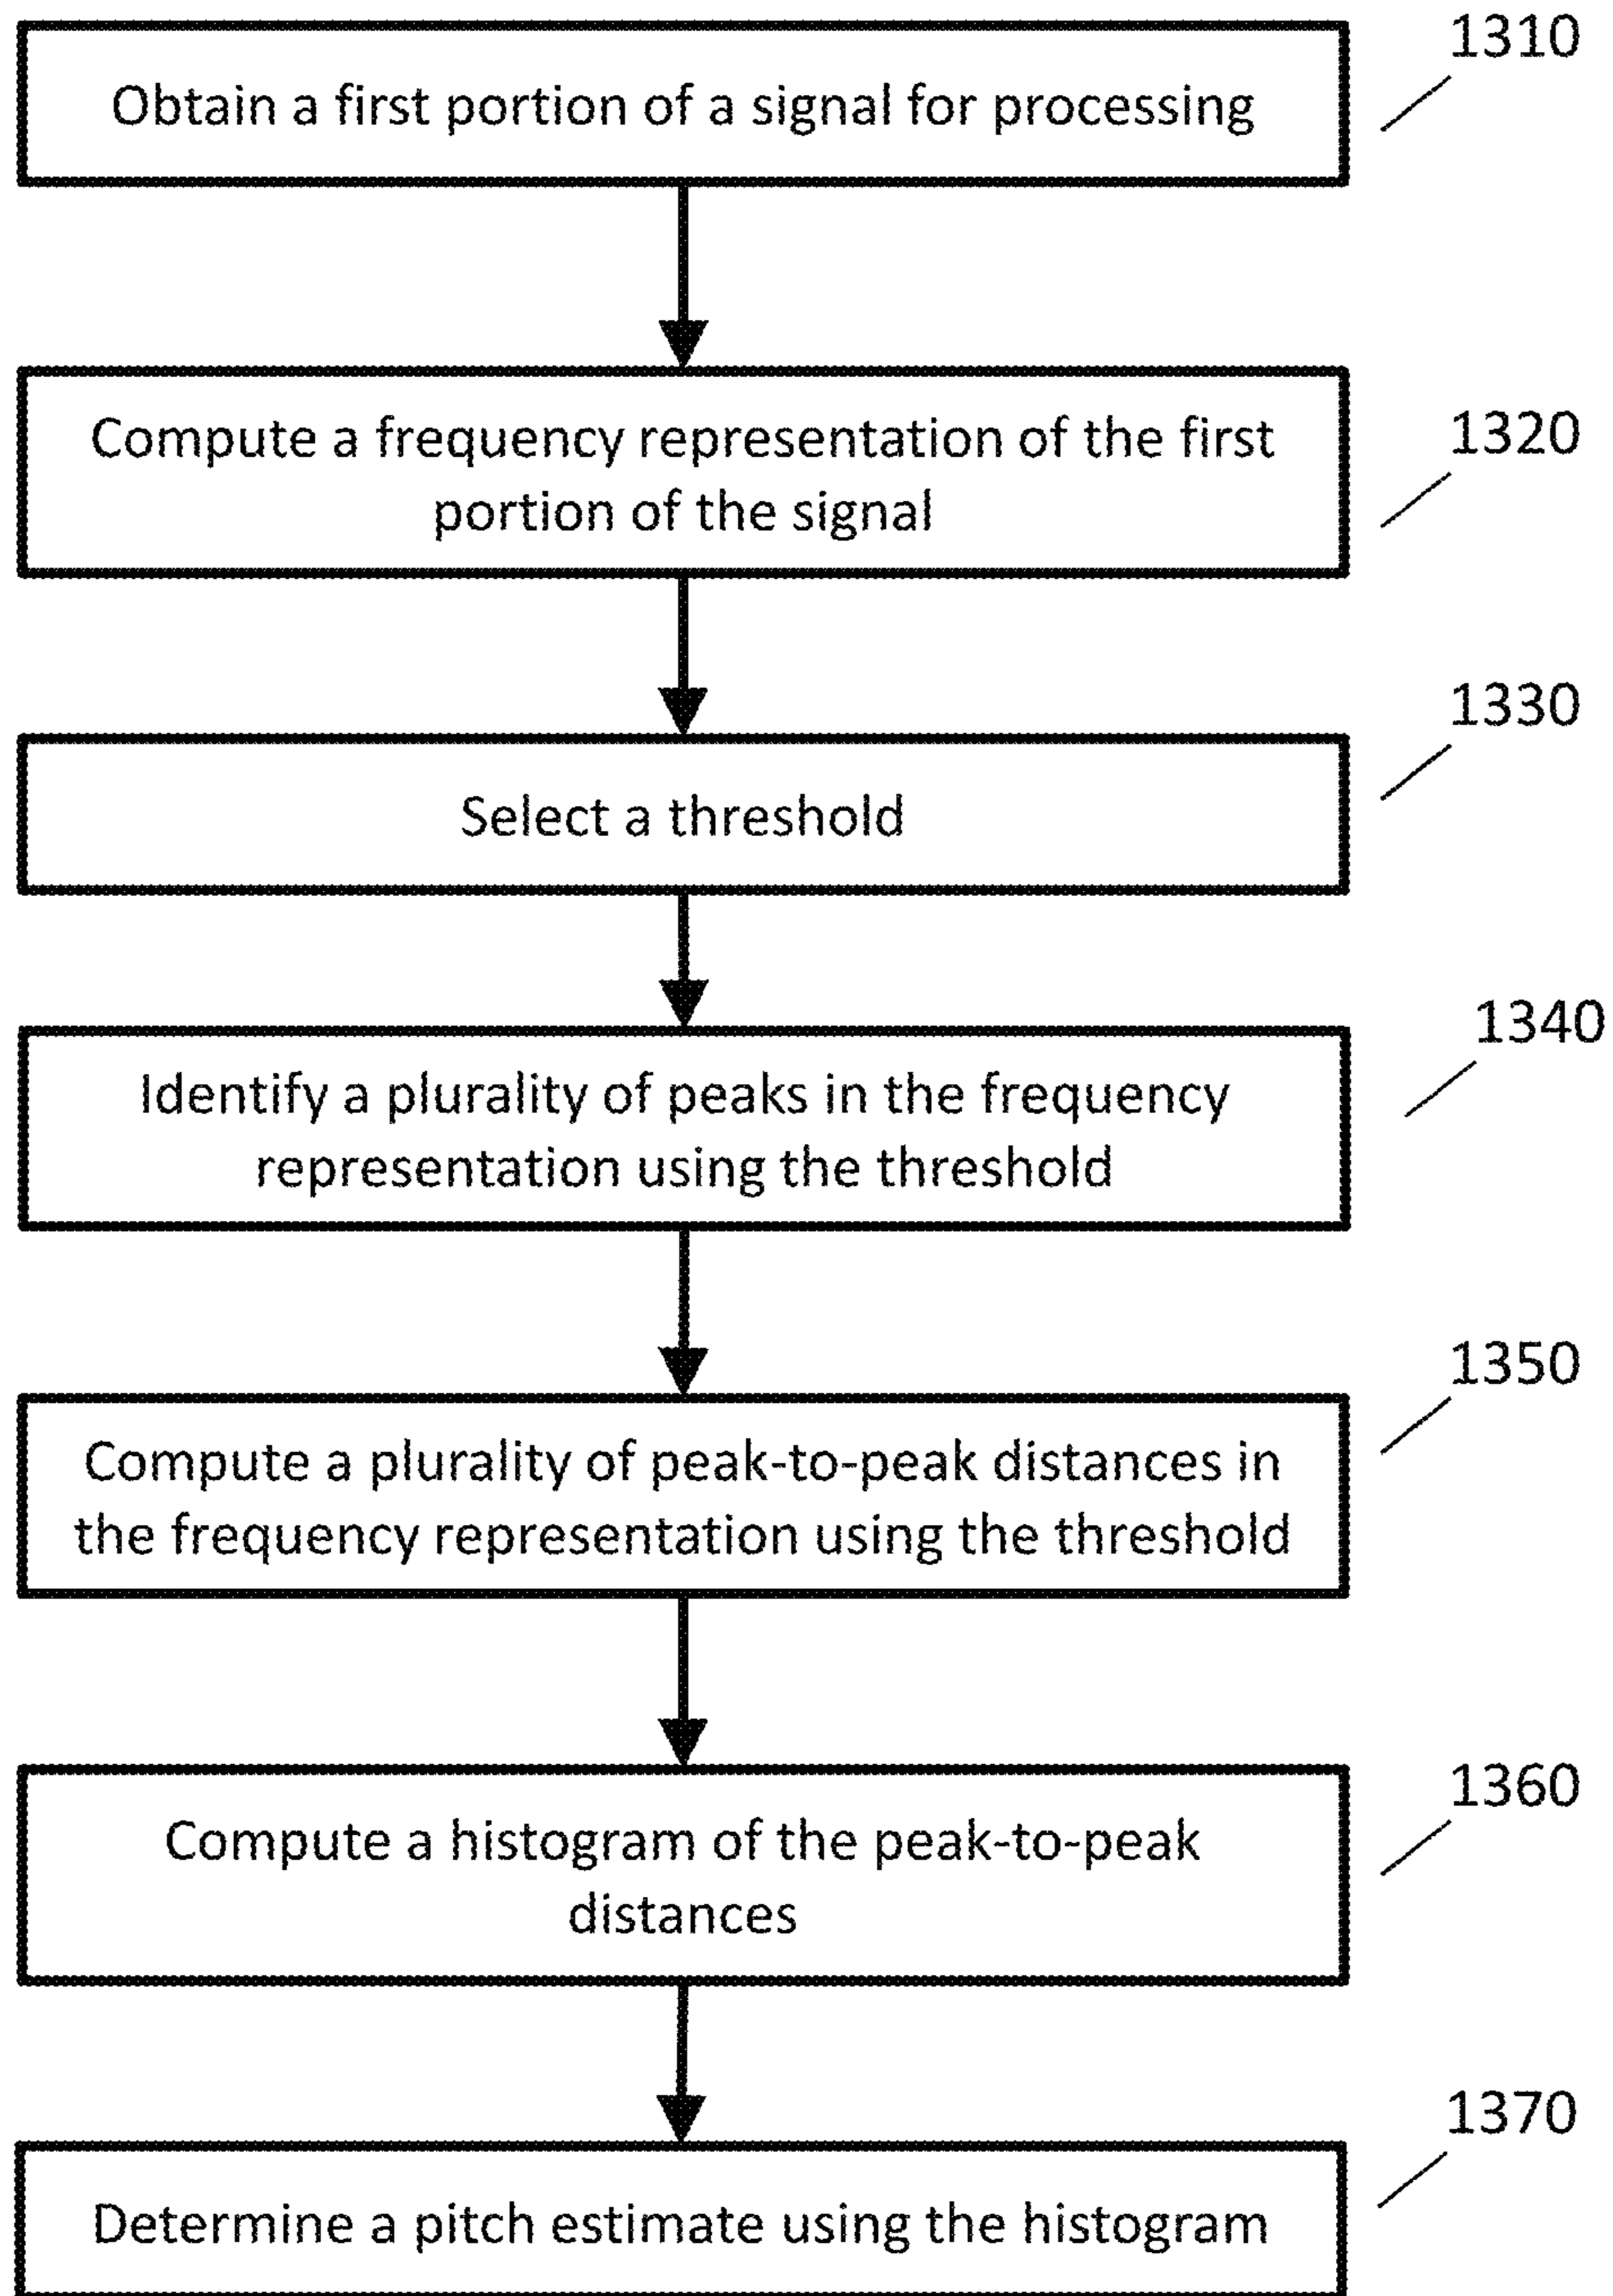 1310
Obtain a first portion of a signal for processing
1320
Compute a frequency representation of the first
portion of the signal
1330
Select a threshold
1340
Identify a plurality of peaks in the frequency
representation using the threshold
1350
Compute a plurality of peak-to-peak distances in
the frequency representation using the threshold
1360
Compute a histogram of the peak-to-peak
distances
1370
Determine a pitch estimate using the histogram